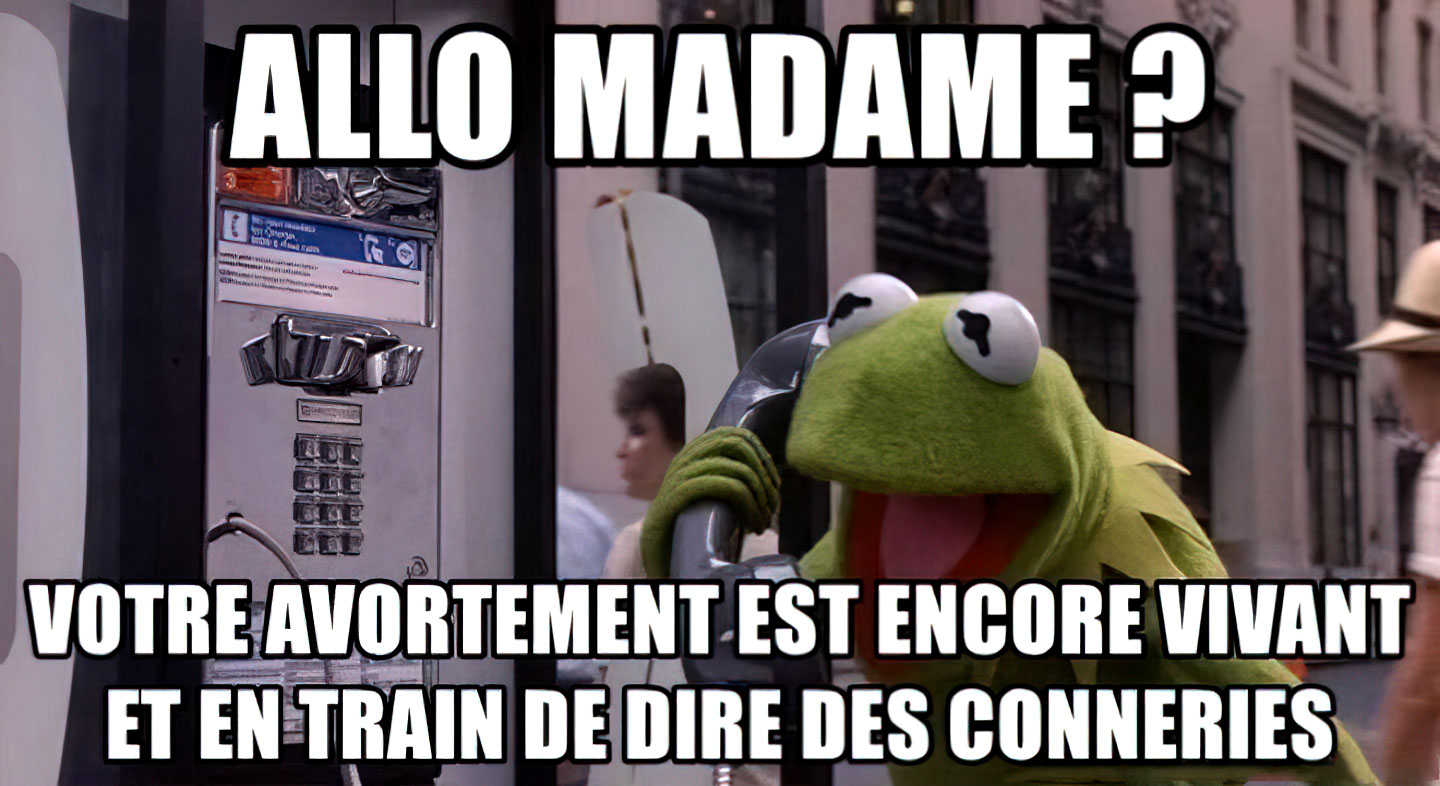 ALLO MADAME ?
VOTRE AVORTEMENT EST ENCORE VIVANT
ET EN TRAIN DE DIRE DES CONNERIES